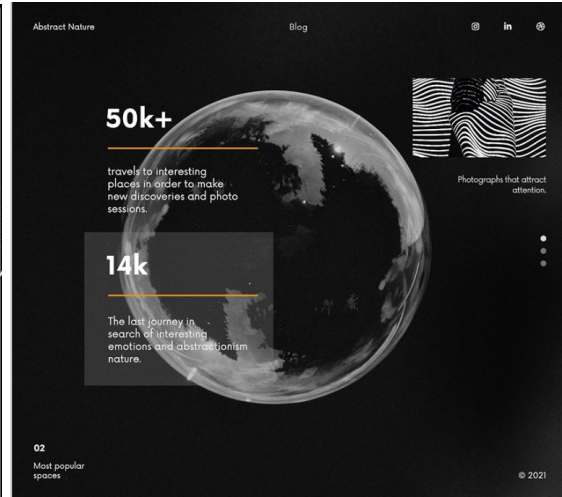 Abstract Nature
Blog
in
50k+
travels to interesting
places in order to make
new discoveries and photo
sessions.
Photographs that attract
attention.
14k
The last journey in
search of interesting
emotions and abstractionism
nature.
02
Most popular
spaces
© 2021